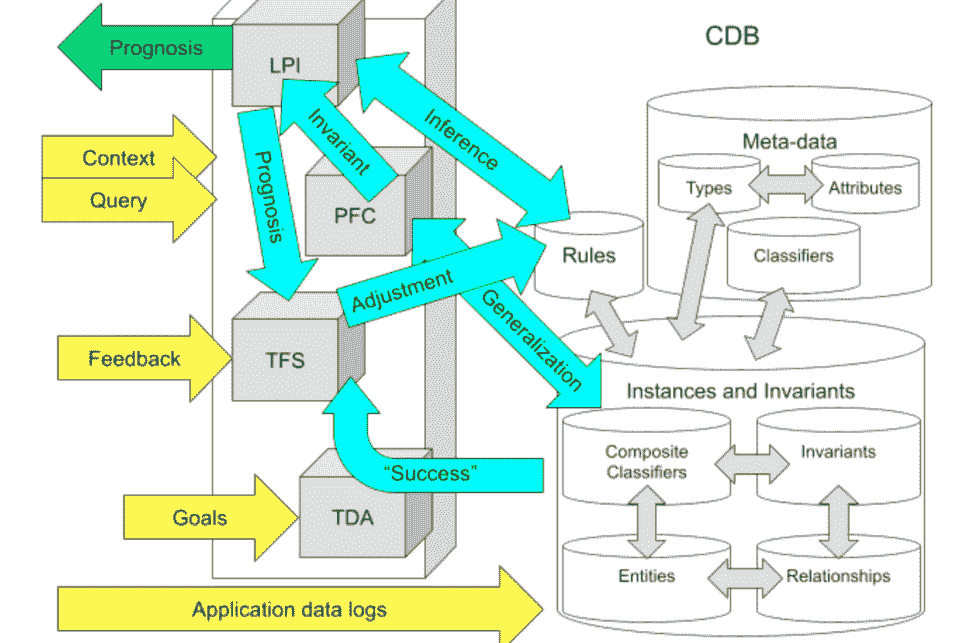 CDB
Prognosis
LPI
Inference
Invariant
Meta-data
Context
Prognosis
Types
Attributes
Query
PFC
Rules
Classifiers
Adjustment
Generalization
Feedback
TFS
Instances and Invariants
Composite
Classifiers
Invariants
“Success”
Goals
TDA
Entities
Relationships
Application data logs